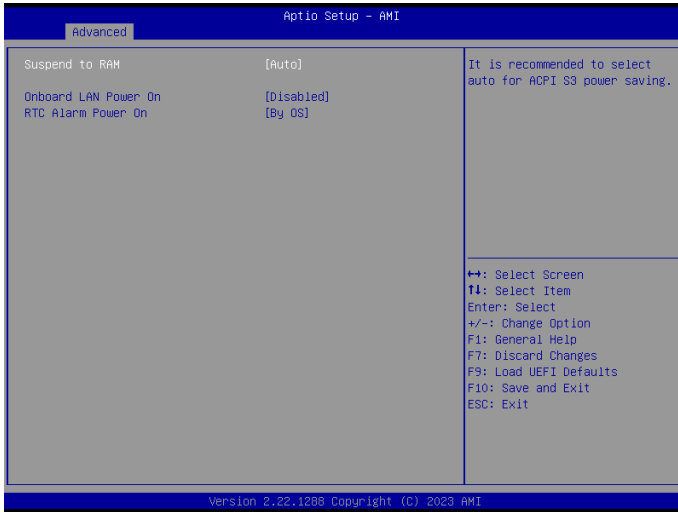 Aptio Setup - AMI
Advanced
Suspend to RAM [Auto]
Onboard LAN Power On [Disabled]
RTC Alarm Power On [By OS]
It is recommended to select
auto for ACPI S3 power saving.
↔: Select Screen
↑↓: Select Item
Enter: Select
+/-: Change Option
F1: General Help
F7: Discard Changes
F9: Load UEFI Defaults
F10: Save and Exit
ESC: Exit
Version 2.22.1288 Copyright (C) 2023 AMI